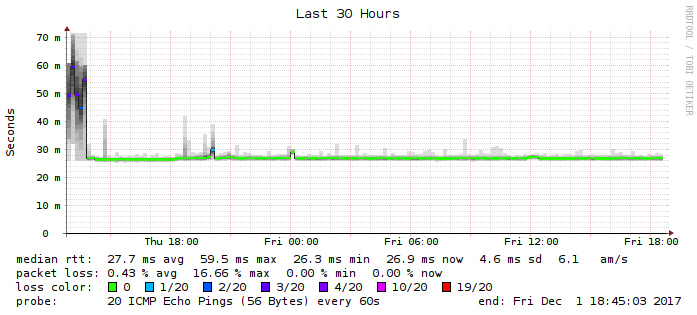 Last 30 Hours
RRDTOOL / TOBI OETIKER
Seconds
70 m
60 m
50 m
40 m
30 m
20 m
10 m
0
Thu 18:00 Fri 00:00 Fri 06:00 Fri 12:00 Fri 18:00
median rtt: 27.7 ms avg 59.5 ms max 26.3 ms min 26.9 ms now 4.6 ms sd 6.1 am/s
packet loss: 0.43 % avg 16.66 % max 0.00 % min 0.00 % now
loss color: 0 1/20 2/20 3/20 4/20 10/20 19/20
probe: 20 ICMP Echo Pings (56 Bytes) every 60s end: Fri Dec 1 18:45:03 2017